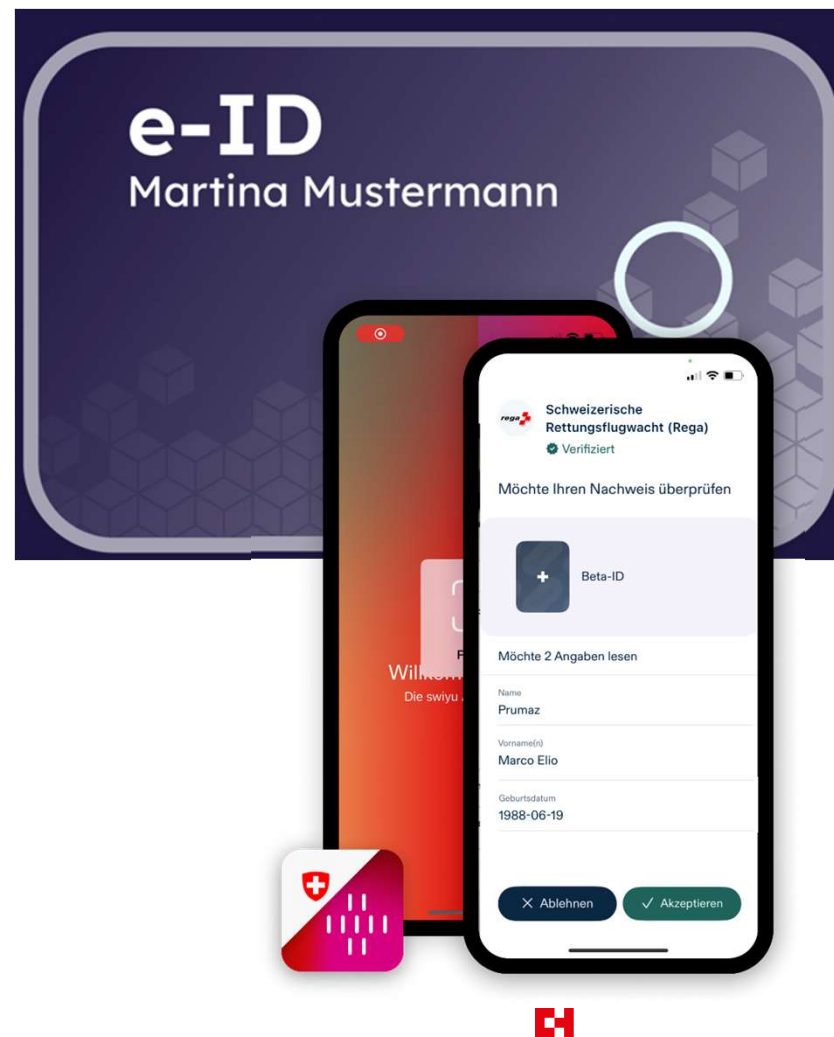 e-ID
Martina Mustermann
rega
Schweizerische
Rettungsflugwacht (Rega)
Verifiziert
Möchte Ihren Nachweis überprüfen
Beta-ID
Möchte 2 Angaben lesen
Name
Prumaz
Vorname(n)
Marco Elio
Geburtsdatum
1988-06-19
Ablehnen
Akzeptieren
Die swiyu